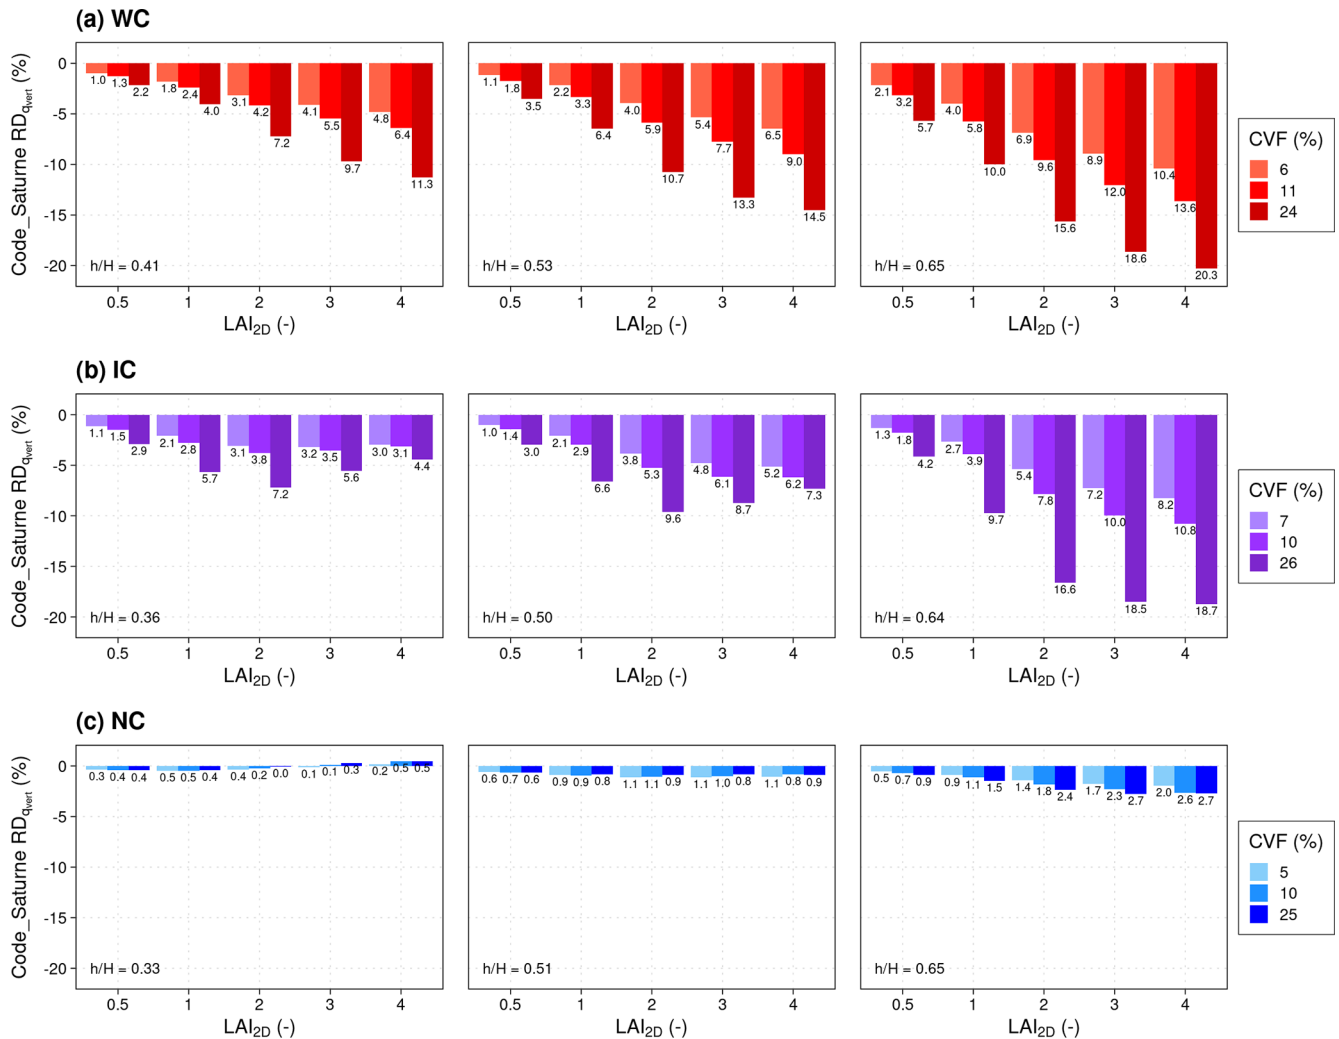 (a) WC
Code_Saturne RDqvert (%)
0
-5
-10
-15
-20
1.0 1.3 2.2 1.8 2.4 4.0 3.1 4.2 7.2 4.1 5.5 9.7 4.8 6.4 11.3
h/H = 0.41
0.5 1 2 3 4
LAI2D (-)
1.1 1.8 3.5 2.2 3.3 6.4 4.0 5.9 10.7 5.4 7.7 13.3 6.5 9.0 14.5
h/H = 0.53
0.5 1 2 3 4
LAI2D (-)
2.1 3.2 5.7 4.0 5.8 10.0 6.9 9.6 15.6 8.9 12.0 18.6 10.4 13.6 20.3
h/H = 0.65
0.5 1 2 3 4
LAI2D (-)
CVF (%)
6
11
24
(b) IC
Code_Saturne RDqvert (%)
0
-5
-10
-15
-20
1.1 1.5 2.9 2.1 2.8 5.7 3.1 3.8 7.2 3.2 3.5 5.6 3.0 3.1 4.4
h/H = 0.36
0.5 1 2 3 4
LAI2D (-)
1.0 1.4 3.0 2.1 2.9 6.6 3.8 5.3 9.6 4.8 6.1 8.7 5.2 6.2 7.3
h/H = 0.50
0.5 1 2 3 4
LAI2D (-)
1.3 1.8 4.2 2.7 3.9 9.7 5.4 7.8 16.6 7.2 10.0 18.5 8.2 10.8 18.7
h/H = 0.64
0.5 1 2 3 4
LAI2D (-)
CVF (%)
7
10
26
(c) NC
Code_Saturne RDqvert (%)
0
-5
-10
-15
-20
0.3 0.4 0.4 0.5 0.5 0.4 0.4 0.2 0.0 0.1 0.1 0.3 0.2 0.5 0.5
h/H = 0.33
0.5 1 2 3 4
LAI2D (-)
0.6 0.7 0.6 0.9 0.9 0.8 1.1 1.1 0.9 1.1 1.0 0.8 1.1 0.8 0.9
h/H = 0.51
0.5 1 2 3 4
LAI2D (-)
0.5 0.7 0.9 0.9 1.1 1.5 1.4 1.8 2.4 1.7 2.3 2.7 2.0 2.6 2.7
h/H = 0.65
0.5 1 2 3 4
LAI2D (-)
CVF (%)
5
10
25